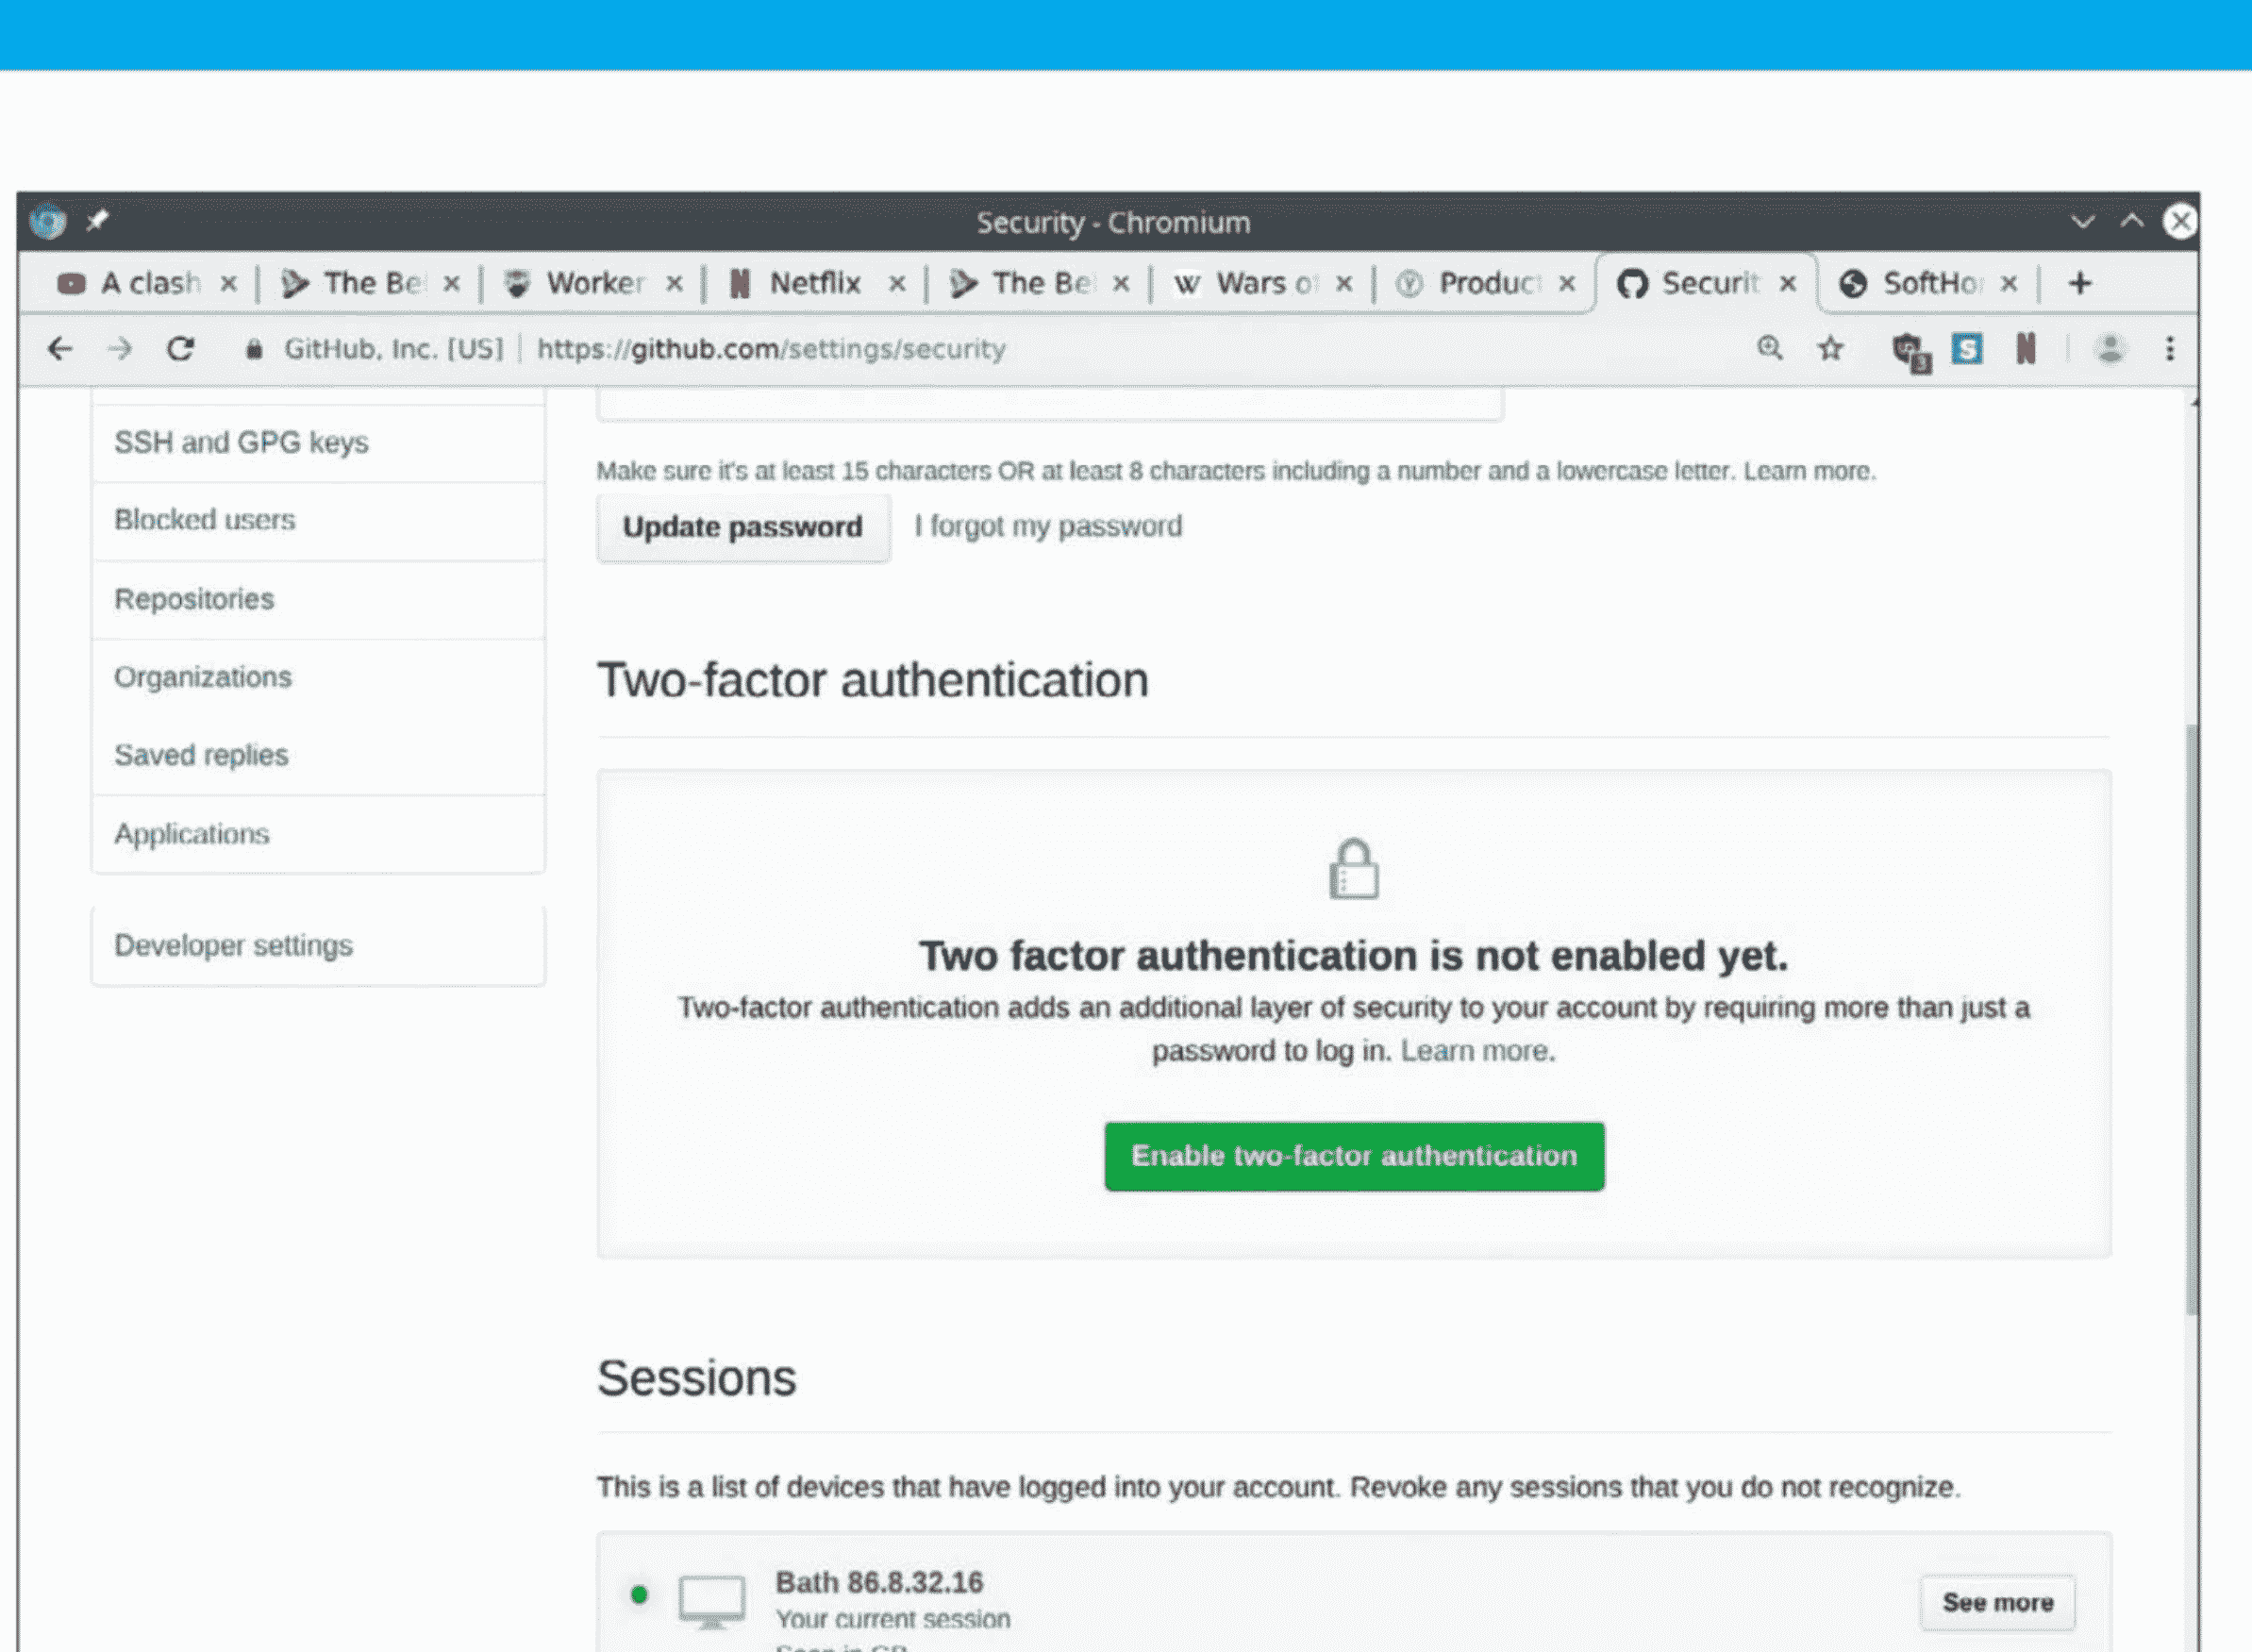 Security - Chromium
A clash
The Be
Worker
Netflix
The Be
Wars o
Product
Securit
SoftHo
GitHub, Inc. [US]
https://github.com/settings/security
3
SSH and GPG keys
Blocked users
Repositories
Organizations
Saved replies
Applications
Developer settings
Make sure it's at least 15 characters OR at least 8 characters including a number and a lowercase letter. Learn more.
Update password
I forgot my password
Two-factor authentication
Two factor authentication is not enabled yet.
Two-factor authentication adds an additional layer of security to your account by requiring more than just a
password to log in. Learn more.
Enable two-factor authentication
Sessions
This is a list of devices that have logged into your account. Revoke any sessions that you do not recognize.
Bath 86.8.32.16
Your current session
See more